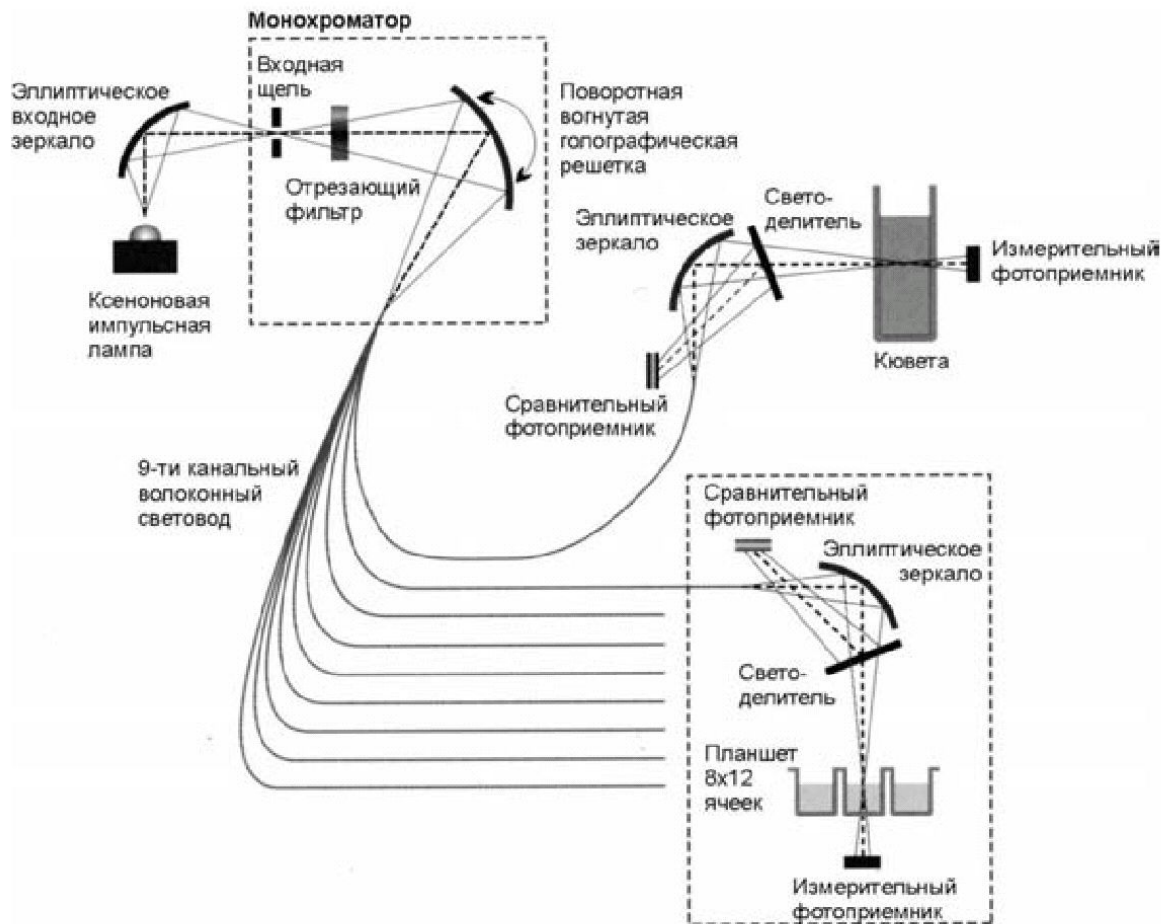 Монохроматор
Входная
щель
Эллиптическое
входное
зеркало
Поворотная
вогнутая
голографическая
решетка
Отрезающий
фильтр
Ксеноновая
импульсная
лампа
Эллиптическое
зеркало
Свето-
делитель
Измерительный
фотоприемник
Кювета
Сравнительный
фотоприемник
9-ти канальный
волоконный
световод
Сравнительный
фотоприемник
Эллиптическое
зеркало
Свето-
делитель
Планшет
8x12
ячеек
Измерительный
фотоприемник